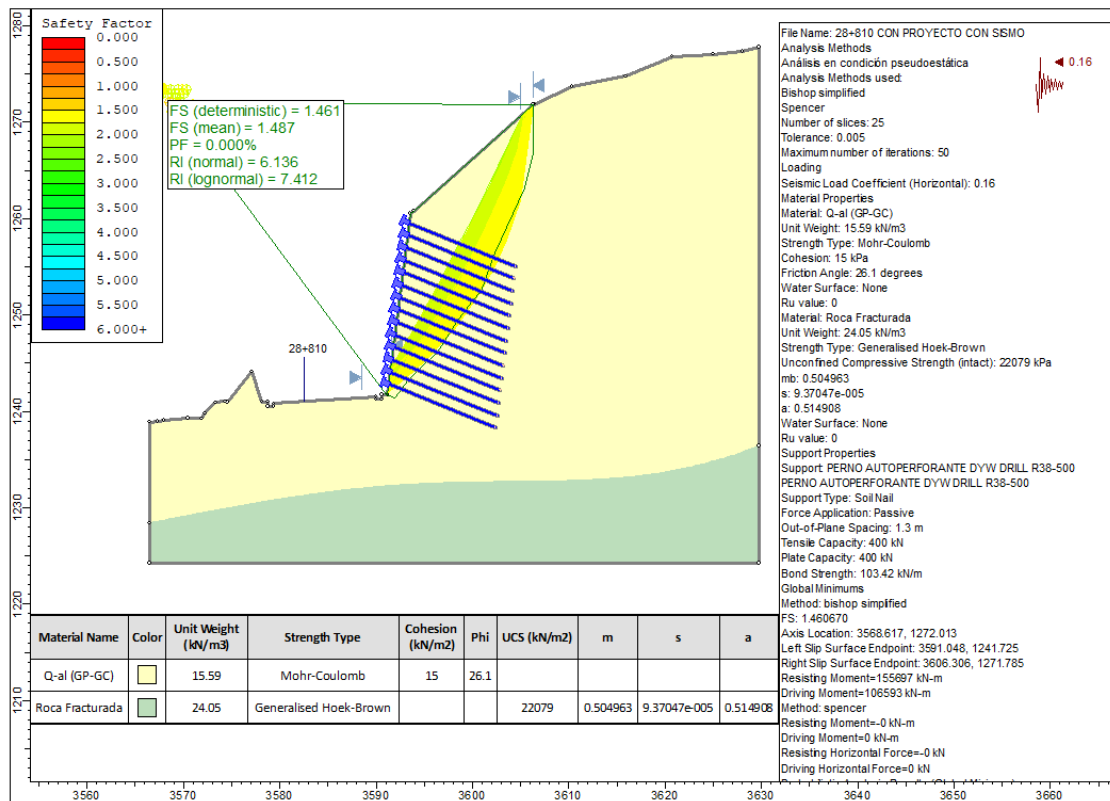 Safety Factor
0.000
0.500
1.000
1.500
2.000
2.500
3.000
3.500
4.000
4.500
5.000
5.500
6.000+
FS (deterministic) = 1.461
FS (mean) = 1.487
PF = 0.000%
RI (normal) = 6.136
RI (lognormal) = 7.412
28+810
0.16
File Name: 28+810 CON PROYECTO CON SISMO
Analysis Methods
Análisis en condición pseudoestática
Analysis Methods used:
Bishop simplified
Spencer
Number of slices: 25
Tolerance: 0.005
Maximum number of iterations: 50
Loading
Seismic Load Coefficient (Horizontal): 0.16
Material Properties
Material: Q-al (GP-GC)
Unit Weight: 15.59 kN/m3
Strength Type: Mohr-Coulomb
Cohesion: 15 kPa
Friction Angle: 26.1 degrees
Water Surface: None
Ru value: 0
Material: Roca Fracturada
Unit Weight: 24.05 kN/m3
Strength Type: Generalised Hoek-Brown
Unconfined Compressive Strength (intact): 22079 kPa
mb: 0.504963
s: 9.37047e-005
a: 0.514908
Water Surface: None
Ru value: 0
Support Properties
Support: PERNO AUTOPERFORANTE DYW DRILL R38-500
PERNO AUTOPERFORANTE DYW DRILL R38-500
Support Type: Soil Nail
Force Application: Passive
Out-of-Plane Spacing: 1.3 m
Tensile Capacity: 400 kN
Plate Capacity: 400 kN
Bond Strength: 103.42 kN/m
Global Minimums
Method: bishop simplified
FS: 1.460670
Axis Location: 3568.617, 1272.013
Left Slip Surface Endpoint: 3591.048, 1241.725
Right Slip Surface Endpoint: 3606.306, 1271.785
Resisting Moment=155697 kN-m
Driving Moment=106593 kN-m
Method: spencer
Resisting Moment=-0 kN-m
Driving Moment=0 kN-m
Resisting Horizontal Force=-0 kN
Driving Horizontal Force=0 kN
Material Name Color Unit Weight (kN/m3) Strength Type Cohesion (kN/m2) Phi UCS (kN/m2) m s a
Q-al (GP-GC) 15.59 Mohr-Coulomb 15 26.1
Roca Fracturada 24.05 Generalised Hoek-Brown 22079 0.504963 9.37047e-005 0.514908
1280
1270
1260
1250
1240
1230
1220
1210
3560 3570 3580 3590 3600 3610 3620 3630 3640 3650 3660